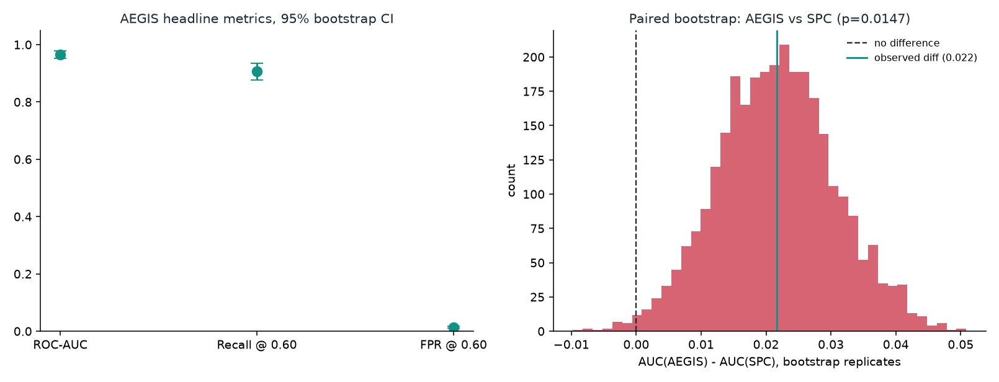 AEGIS headline metrics, 95% bootstrap CI
1.0
0.8
0.6
0.4
0.2
0.0
ROC-AUC
Recall @ 0.60
FPR @ 0.60
Paired bootstrap: AEGIS vs SPC (p=0.0147)
no difference
observed diff (0.022)
count
200
175
150
125
100
75
50
25
0
−0.01
0.00
0.01
0.02
0.03
0.04
0.05
AUC(AEGIS) - AUC(SPC), bootstrap replicates